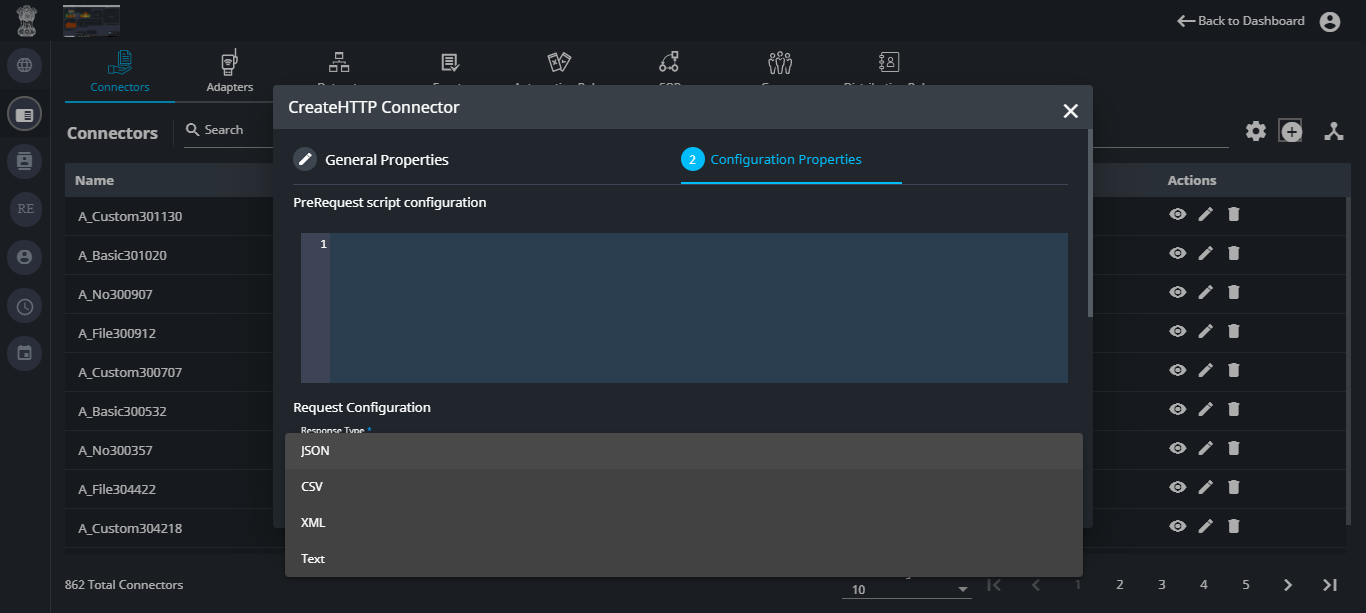 Back to Dashboard
Connectors
Adapters
CreateHTTP Connector
Connectors
Search
General Properties
2 Configuration Properties
Name
Actions
PreRequest script configuration
RE
A_Custom301130
1
A_Basic301020
A_No300907
A_File300912
A_Custom300707
A_Basic300532
Request Configuration
Response Type *
A_No300357
JSON
A_File304422
CSV
A_Custom304218
XML
Text
862 Total Connectors
10
1 2 3 4 5